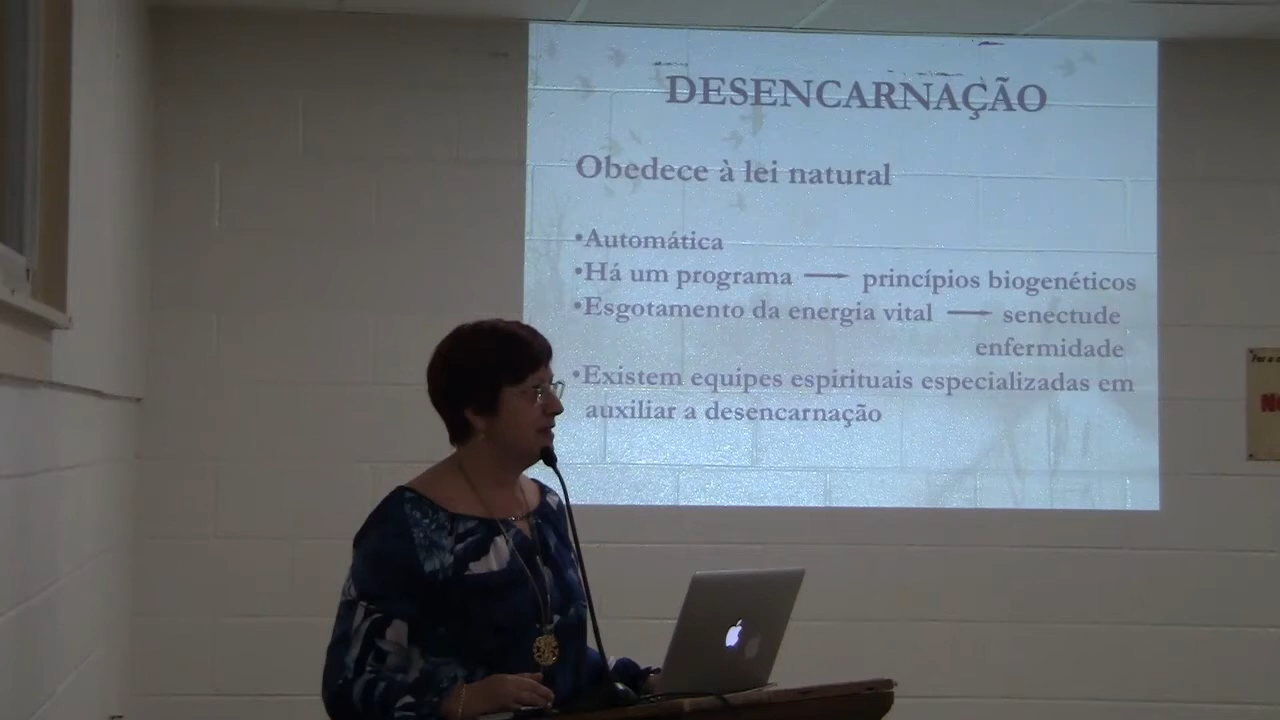 DESENCARNAÇÃO
Obedece à lei natural
•Automática
•Há um programa → princípios biogenéticos
•Esgotamento da energia vital → senectude
enfermidade
•Existem equipes espirituais especializadas em
auxiliar a desencarnação